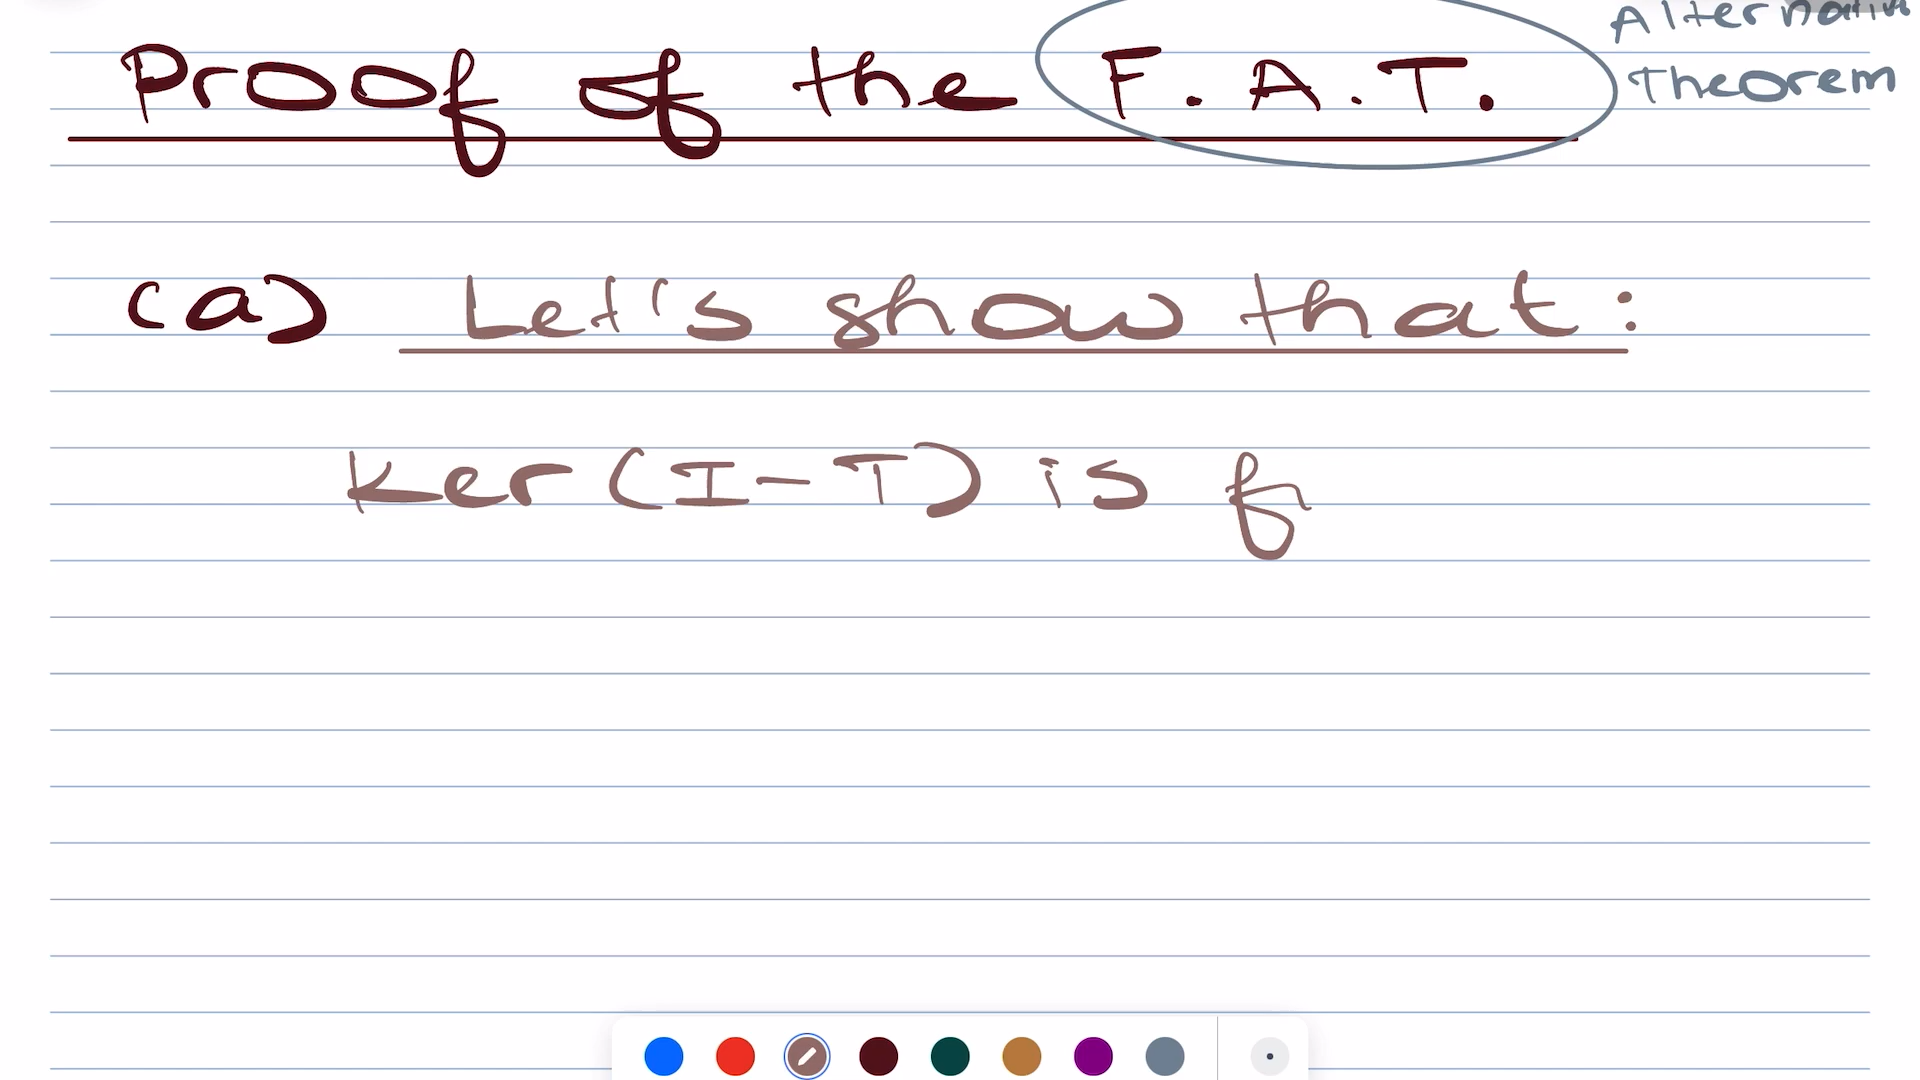 Alternative
Proof of the F.A.T.
Theorem
(a) Let's show that:
Ker(I-T) is f